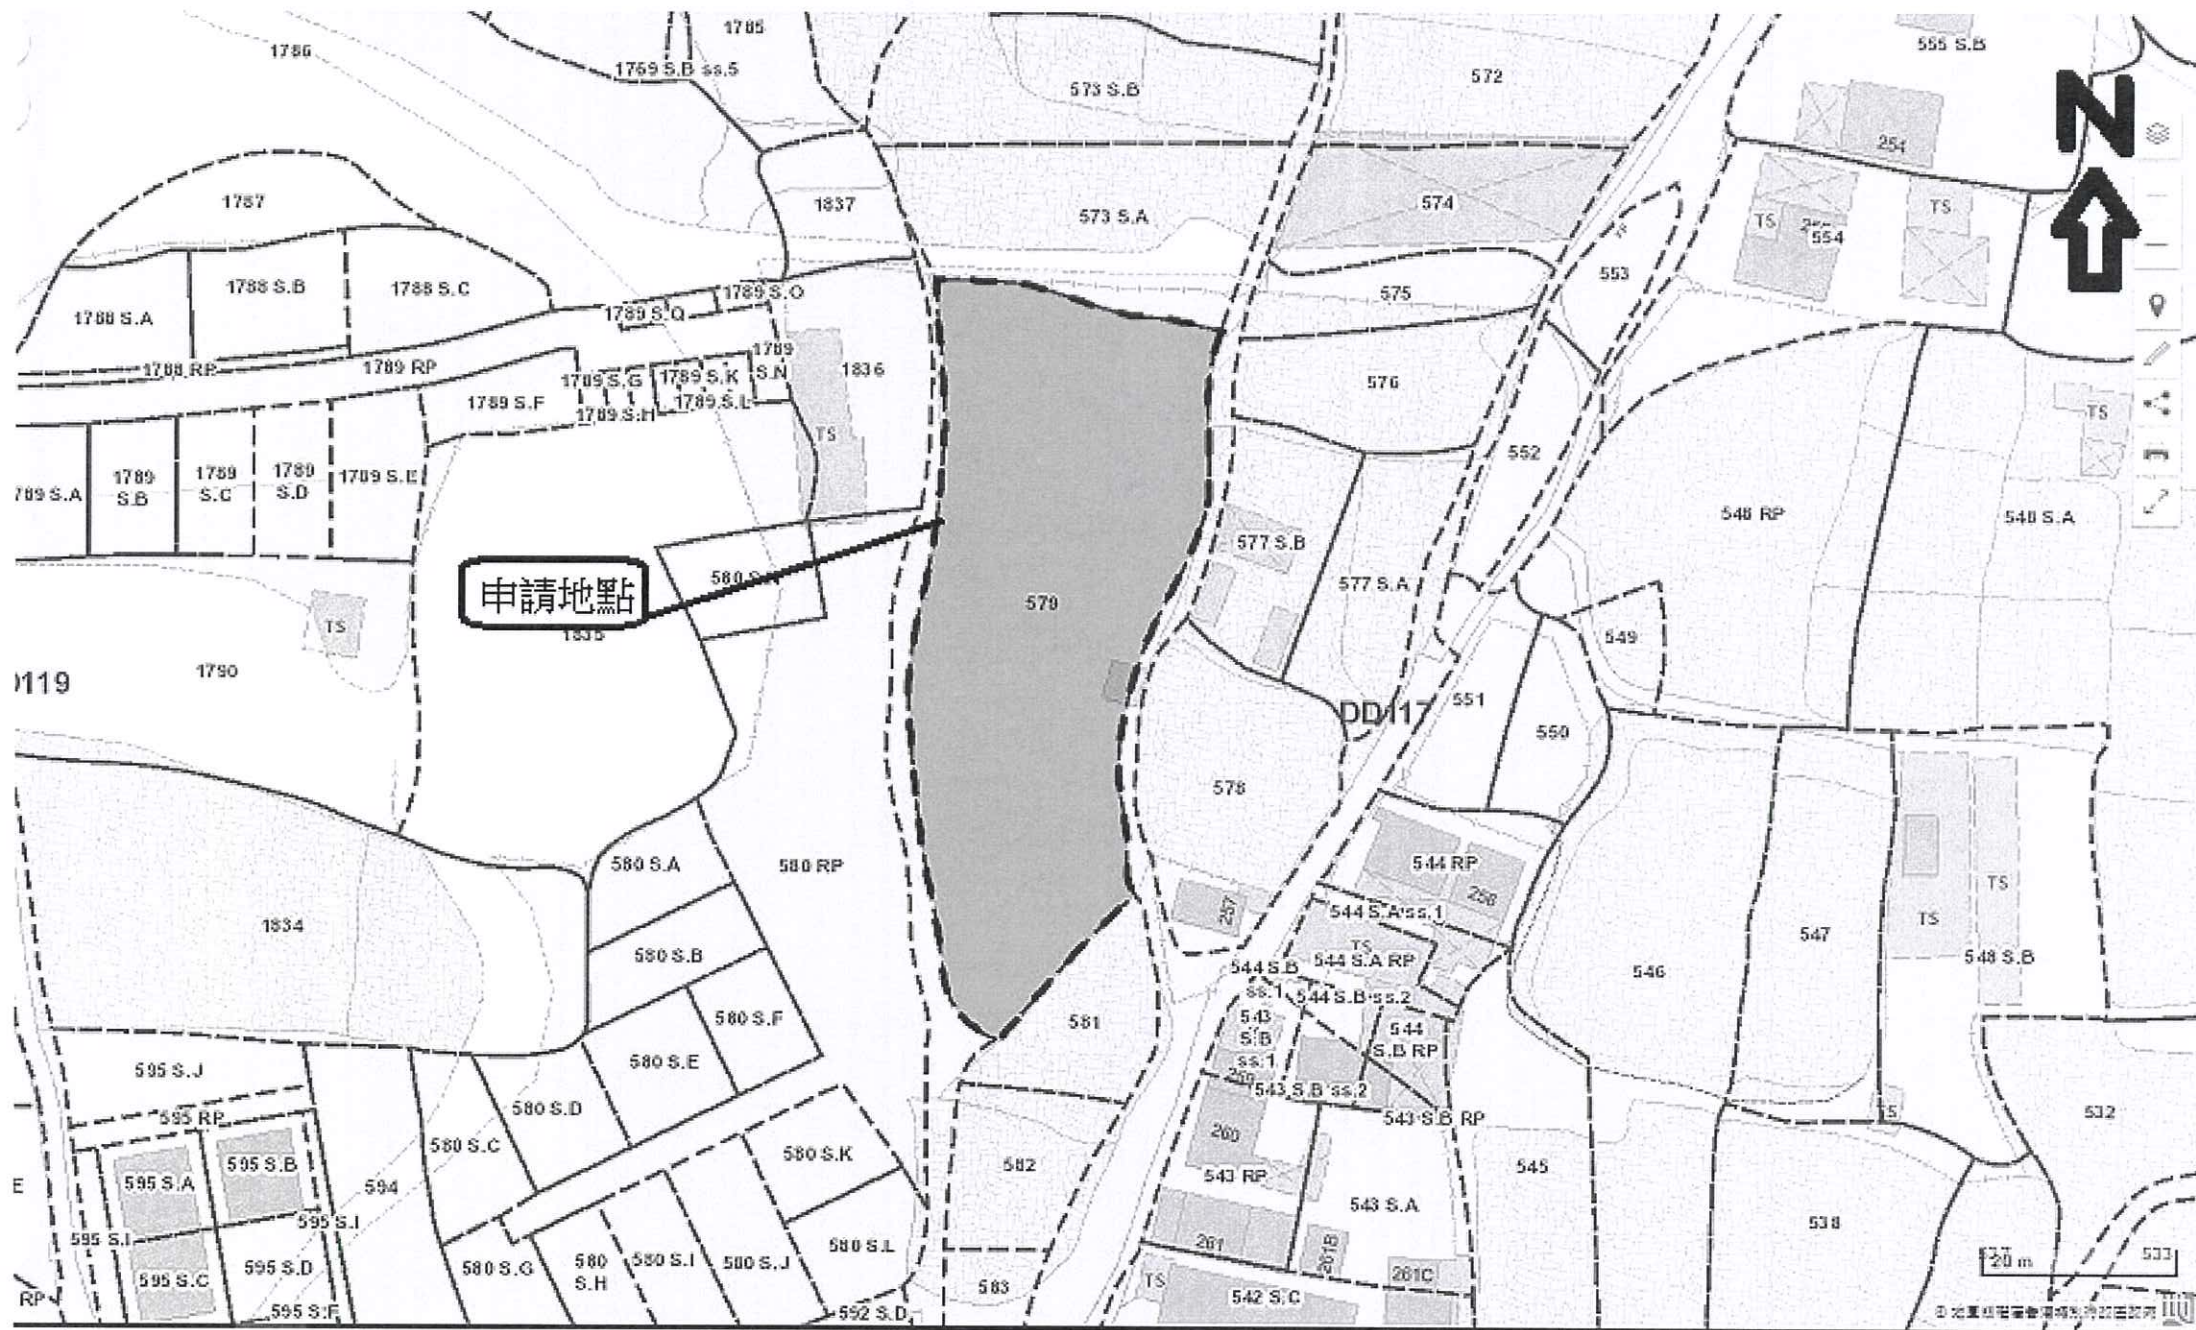 1786
1785
1769 S.B ss.5
573 S.B
572
555 S.B
N
254
1787
1837
573 S.A
574
TS
554
TS
553
1788 S.A
1788 S.B
1788 S.C
1789 S.Q
1789 S.O
575
1788 RP
1789 RP
1789 S.F
1789 S.G
1789 S.H
1789 S.K
1789 S.L
1789
S.N
1836
TS
576
TS
789 S.A
1789
S.B
1789
S.C
1789
S.D
1789 S.E
552
548 RP
548 S.A
申請地點
579
577 S.B
577 S.A
549
TS
1835
1790
551
550
DD117
578
580 S.A
580 RP
544 RP
258
257
TS
TS
1834
580 S.B
544 S.A ss.1
TS
544 S.A RP
547
546
548 S.B
544 S.B
ss.1
544 S.B ss.2
580 S.F
581
543
S.B
ss.1
544
S.B RP
580 S.E
595 S.J
543 S.B ss.2
543 S.B RP
580 S.D
595 RP
532
TS
580 S.C
260
580 S.K
582
543 RP
545
595 S.A
595 S.B
594
543 S.A
595 S.I
595 S.I
538
261
261B
580 S.L
580 S.G
580
S.H
580 S.I
580 S.J
595 S.C
595 S.D
583
TS
261C
542 S.C
533
20 m
RP
595 S.F
592 S.D